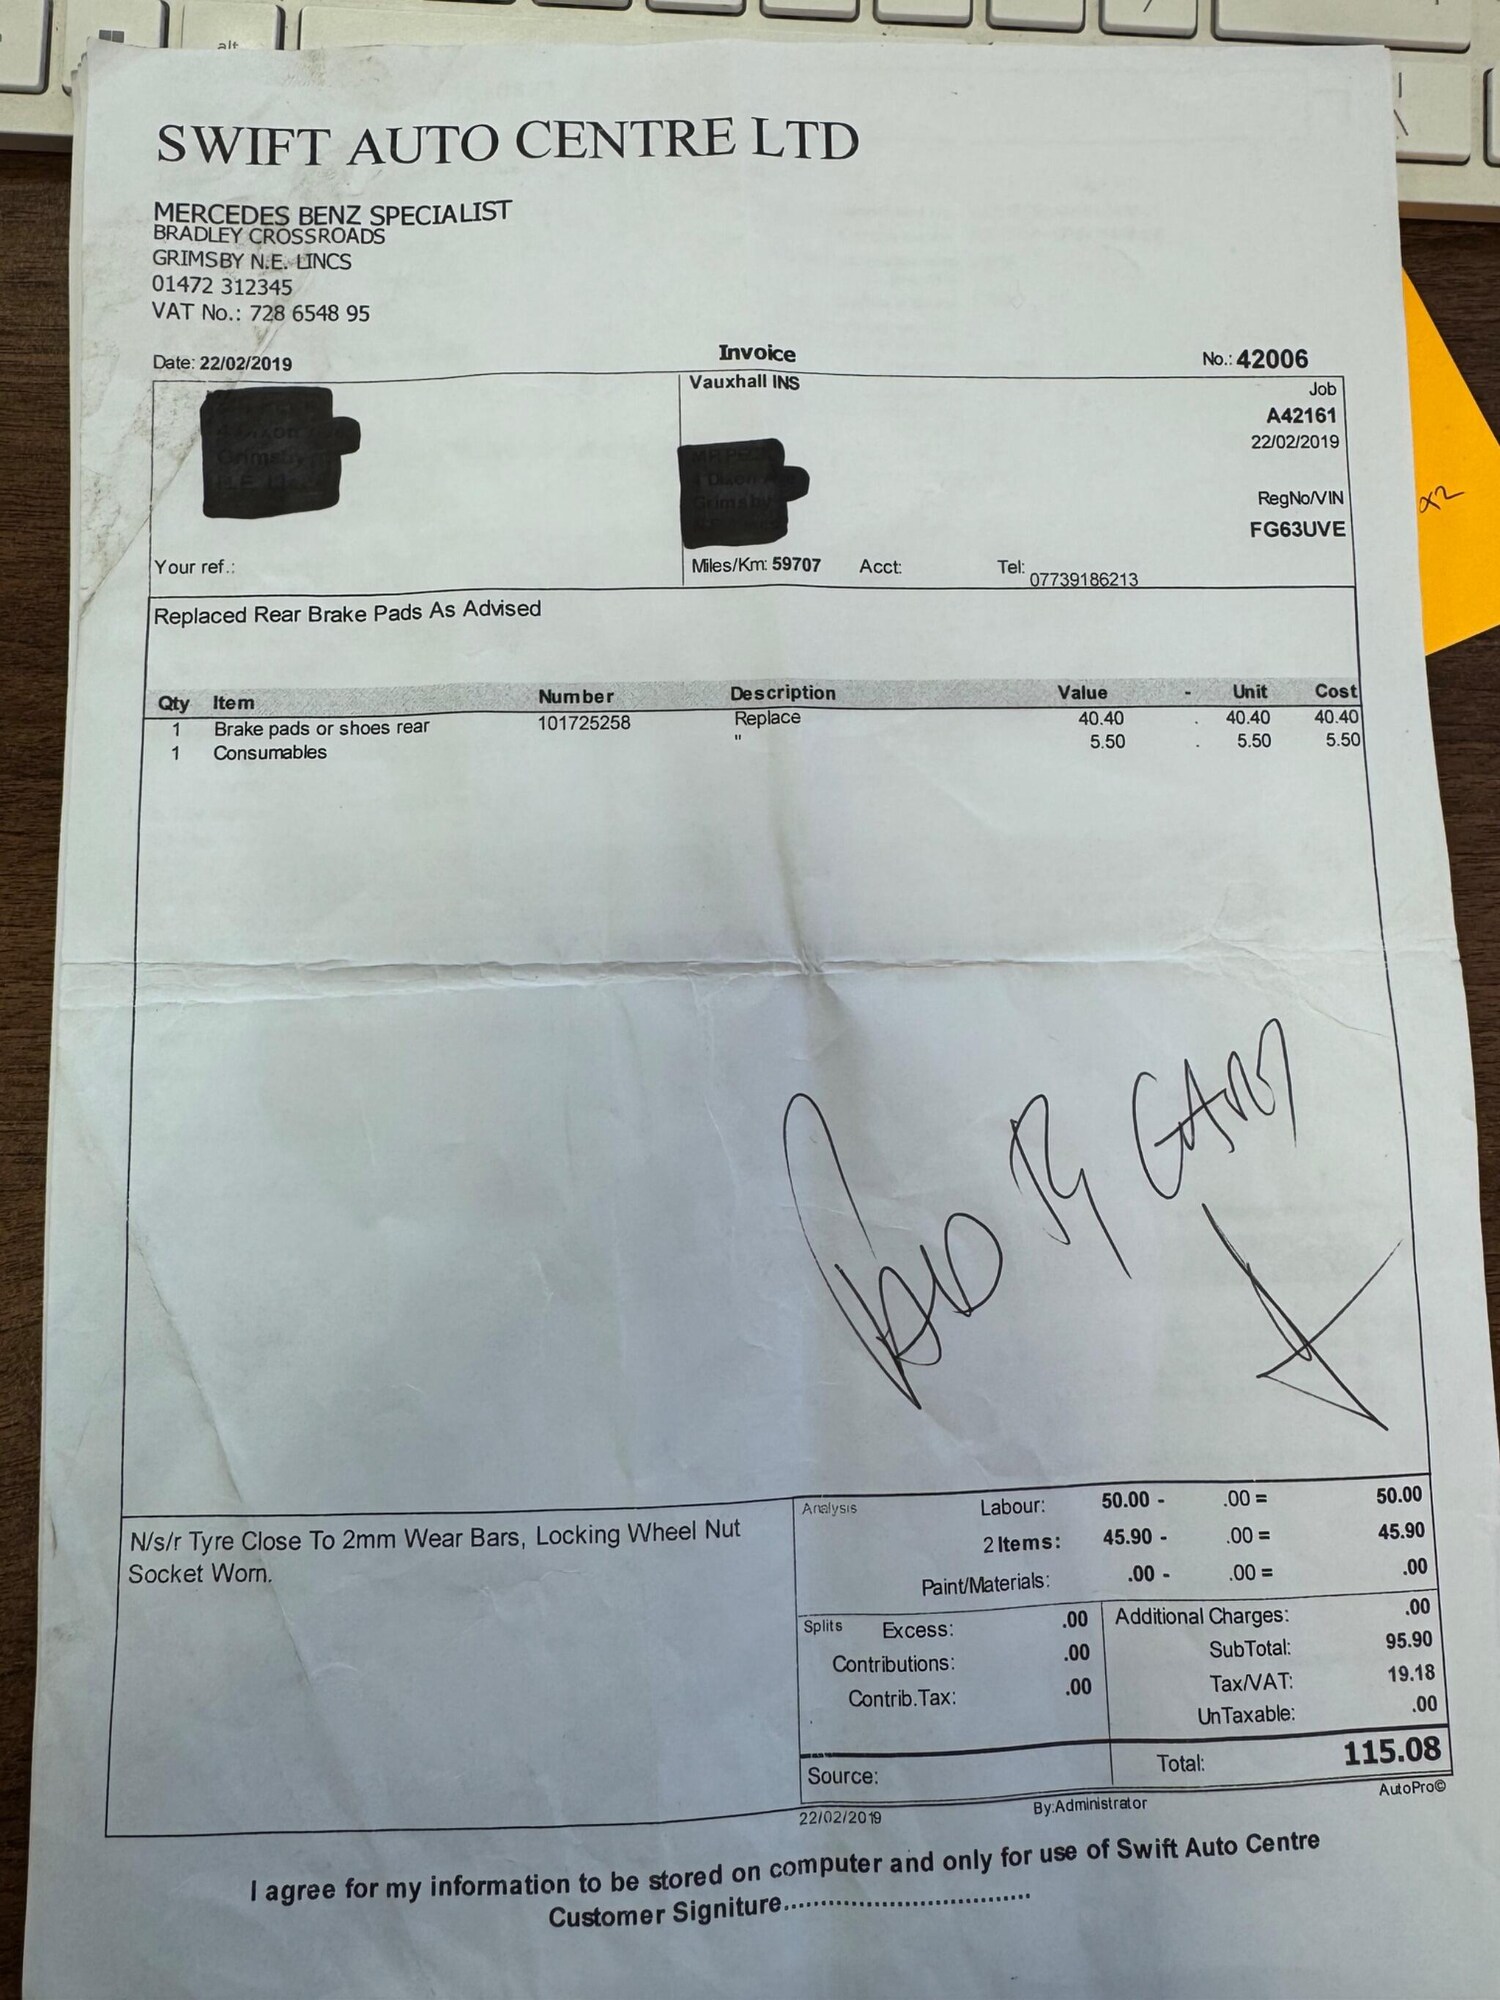 alt
SWIFT AUTO CENTRE LTD
MERCEDES BENZ SPECIALIST
BRADLEY CROSSROADS
GRIMSBY N.E. LINCS
01472 312345
VAT No.: 728 6548 95
Date: 22/02/2019 Invoice No.: 42006
Vauxhall INS
Job
A42161
22/02/2019
RegNo/VIN
FG63UVE
Your ref.: Miles/Km: 59707 Acct: Tel: 07739186213
Replaced Rear Brake Pads As Advised
Qty Item Number Description Value - Unit Cost
1 Brake pads or shoes rear 101725258 Replace 40.40 . 40.40 40.40
1 Consumables " 5.50 . 5.50 5.50
PAID By GARY
x2
N/s/r Tyre Close To 2mm Wear Bars, Locking Wheel Nut
Socket Worn.
Analysis Labour: 50.00 - .00 = 50.00
2 Items: 45.90 - .00 = 45.90
Paint/Materials: .00 - .00 = .00
Splits Excess: .00 Additional Charges: .00
Contributions: .00 SubTotal: 95.90
Contrib.Tax: .00 Tax/VAT: 19.18
UnTaxable: .00
Source: Total: 115.08
22/02/2019 By:Administrator AutoPro©
I agree for my information to be stored on computer and only for use of Swift Auto Centre
Customer Signiture...................................